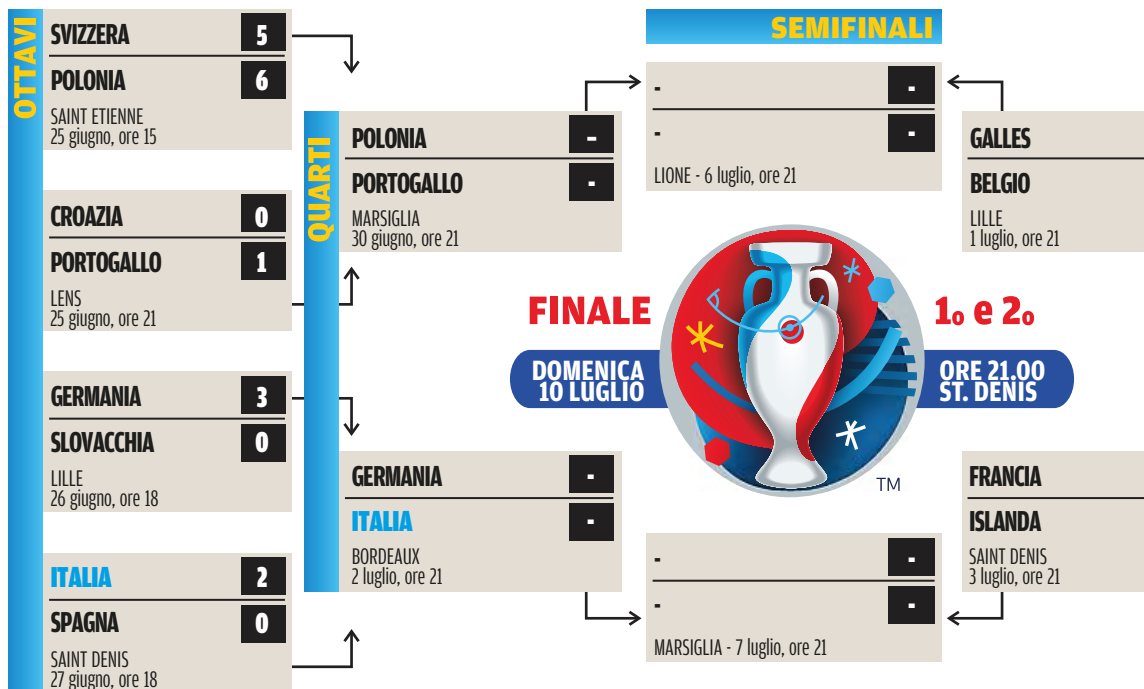 OTTAVI
SVIZZERA 5
POLONIA 6
SAINT ETIENNE
25 giugno, ore 15
CROAZIA 0
PORTOGALLO 1
LENS
25 giugno, ore 21
GERMANIA 3
SLOVACCHIA 0
LILLE
26 giugno, ore 18
ITALIA 2
SPAGNA 0
SAINT DENIS
27 giugno, ore 18
QUARTI
POLONIA -
PORTOGALLO -
MARSIGLIA
30 giugno, ore 21
GERMANIA -
ITALIA -
BORDEAUX
2 luglio, ore 21
SEMIFINALI
- -
- -
LIONE - 6 luglio, ore 21
FINALE 1o e 2o
DOMENICA
10 LUGLIO
ORE 21.00
ST. DENIS
TM
- -
- -
MARSIGLIA - 7 luglio, ore 21
GALLES
BELGIO
LILLE
1 luglio, ore 21
FRANCIA
ISLANDA
SAINT DENIS
3 luglio, ore 21